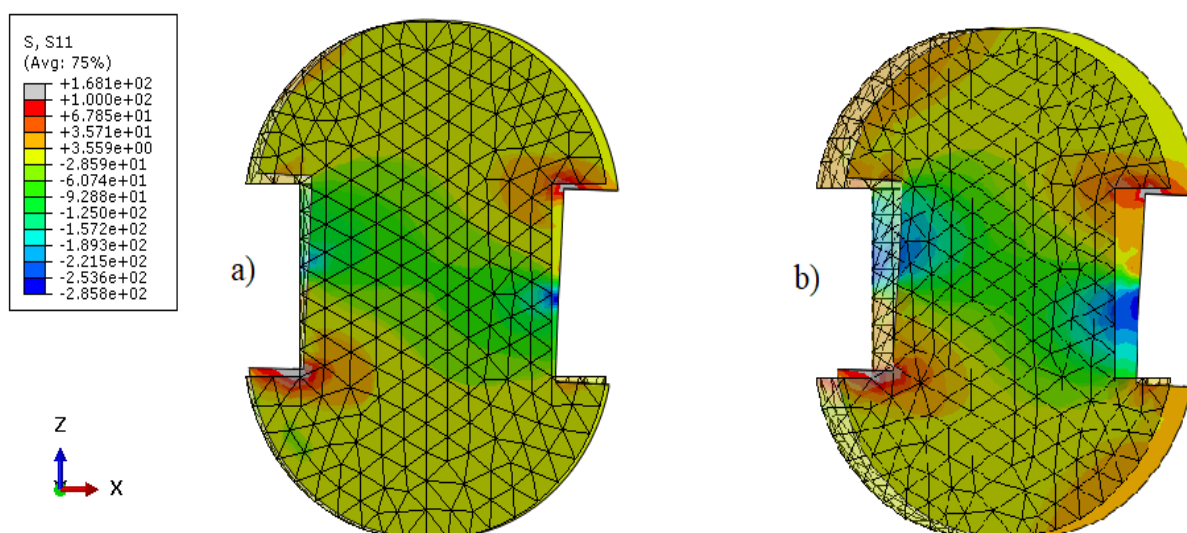 S, S11
(Avg: 75%)
+1.681e+02
+1.000e+02
+6.785e+01
+3.571e+01
+3.559e+00
-2.859e+01
-6.074e+01
-9.288e+01
-1.250e+02
-1.572e+02
-1.893e+02
-2.215e+02
-2.536e+02
-2.858e+02
a)
b)
Z
X